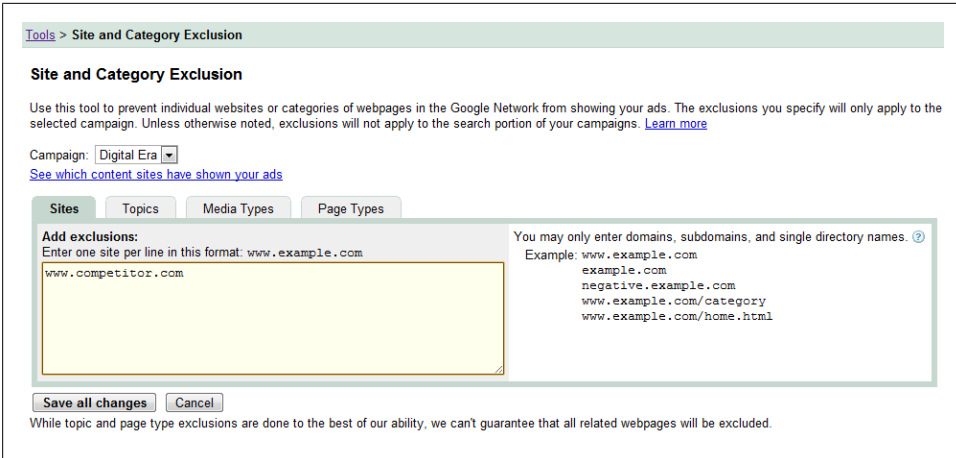 Tools > Site and Category Exclusion
Site and Category Exclusion
Use this tool to prevent individual websites or categories of webpages in the Google Network from showing your ads. The exclusions you specify will only apply to the
selected campaign. Unless otherwise noted, exclusions will not apply to the search portion of your campaigns. Learn more
Campaign: Digital Era
See which content sites have shown your ads
Sites Topics Media Types Page Types
Add exclusions:
Enter one site per line in this format: www.example.com
www.competitor.com
You may only enter domains, subdomains, and single directory names. ?
Example: www.example.com
example.com
negative.example.com
www.example.com/category
www.example.com/home.html
Save all changes Cancel
While topic and page type exclusions are done to the best of our ability, we can't guarantee that all related webpages will be excluded.